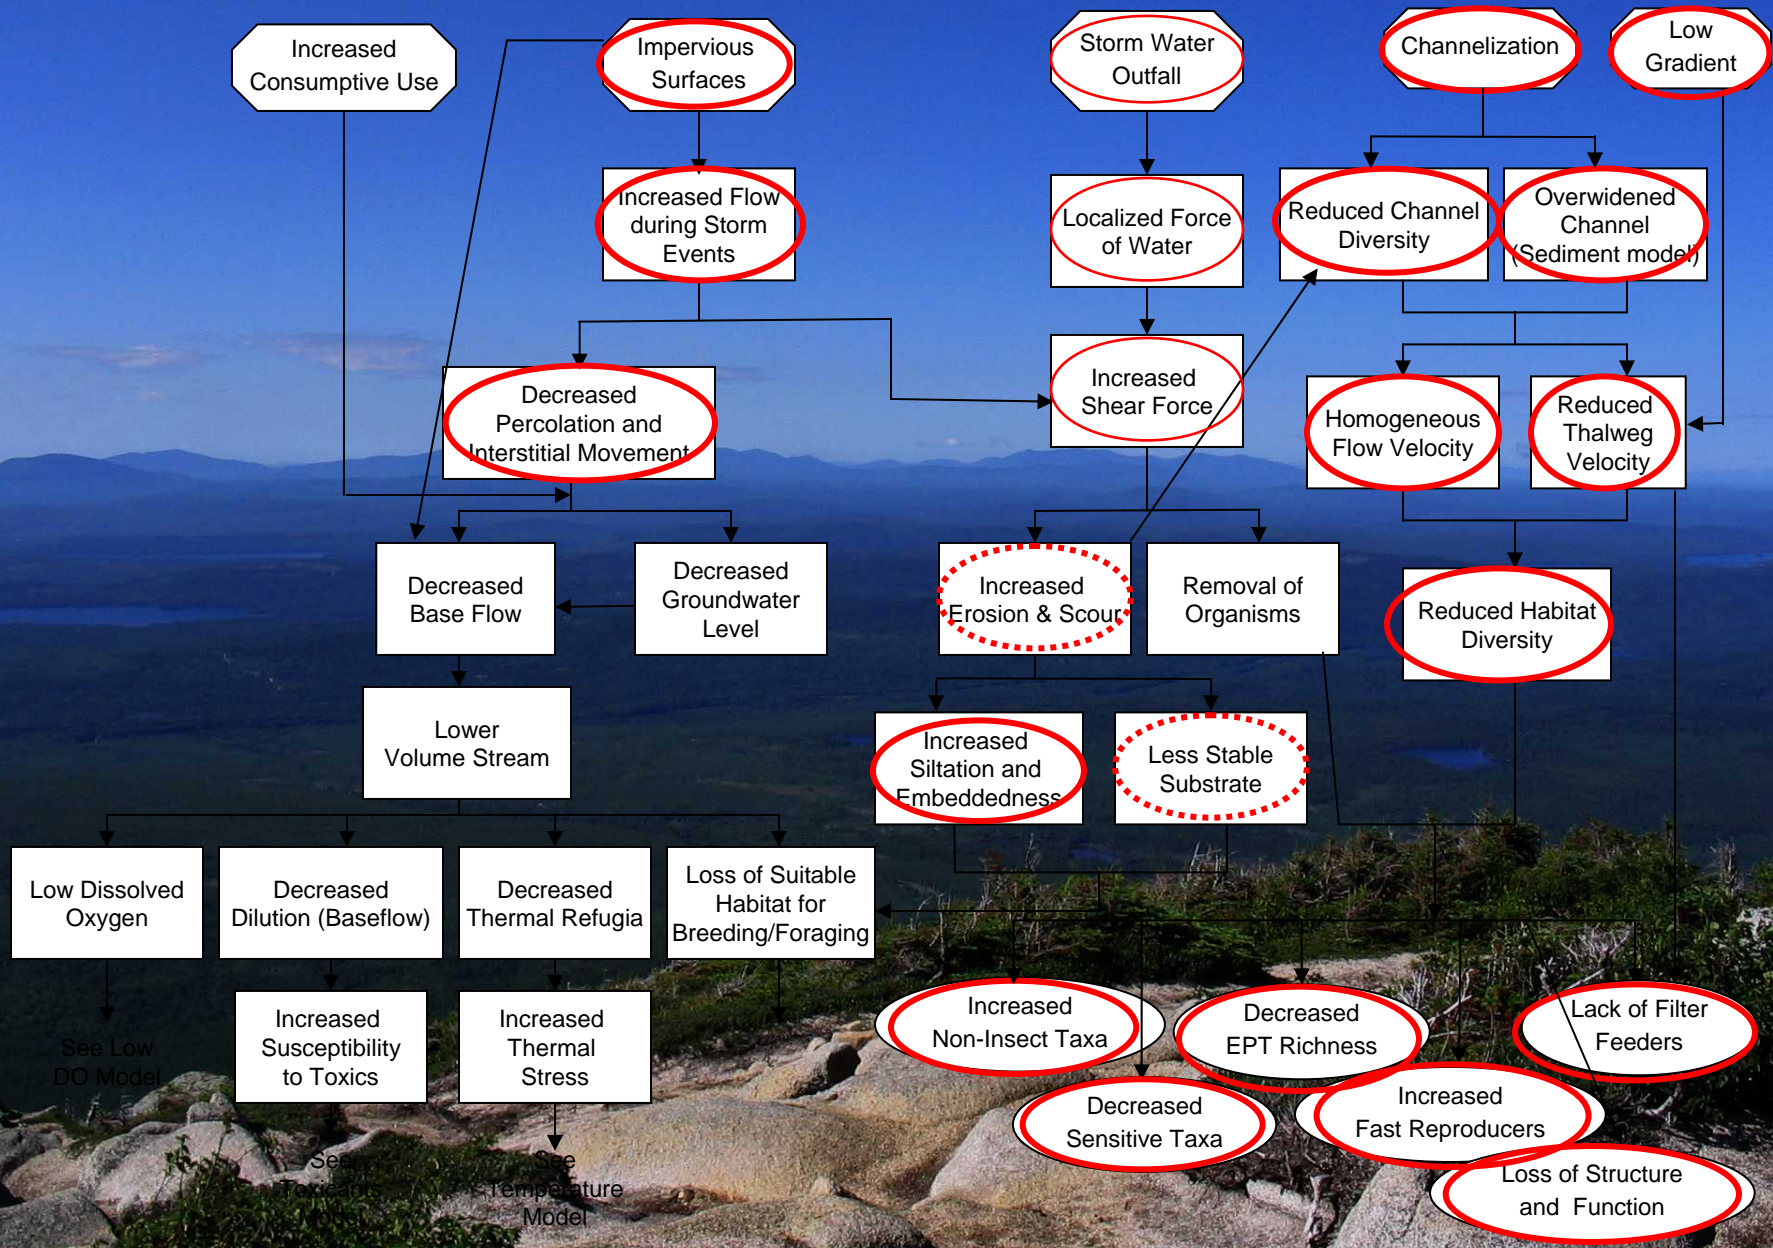 Increased
Consumptive Use
Impervious
Surfaces
Storm Water
Outfall
Channelization
Low
Gradient
Increased Flow
during Storm
Events
Localized Force
of Water
Reduced Channel
Diversity
Overwidened
Channel
(Sediment model)
Decreased
Percolation and
Interstitial Movement
Increased
Shear Force
Homogeneous
Flow Velocity
Reduced
Thalweg
Velocity
Decreased
Base Flow
Decreased
Groundwater
Level
Increased
Erosion & Scour
Removal of
Organisms
Reduced Habitat
Diversity
Lower
Volume Stream
Increased
Siltation and
Embeddedness
Less Stable
Substrate
Low Dissolved
Oxygen
Decreased
Dilution (Baseflow)
Decreased
Thermal Refugia
Loss of Suitable
Habitat for
Breeding/Foraging
See Low
DO Model
Increased
Susceptibility
to Toxics
Increased
Thermal
Stress
Increased
Non-Insect Taxa
Decreased
EPT Richness
Lack of Filter
Feeders
Decreased
Sensitive Taxa
Increased
Fast Reproducers
See
Toxicants
Model
See
Temperature
Model
Loss of Structure
and Function